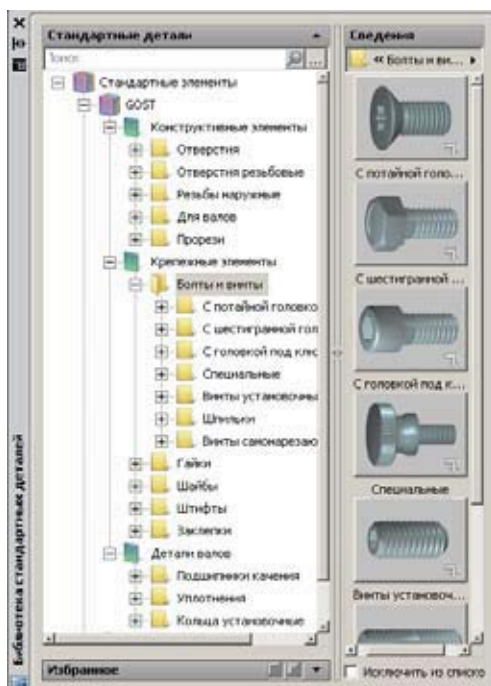 Стандартные детали
Поиск
...
Стандартные элементы
GOST
Конструктивные элементы
Отверстия
Отверстия резьбовые
Резьбы наружные
Для валов
Прорези
Крепежные элементы
Болты и винты
С потайной головко
С шестигранной гол
С головкой под клю
Специальные
Винты установочны
Шпильки
Винты самонарезаю
Гайки
Шайбы
Штифты
Заклепки
Детали валов
Подшипники качения
Уплотнения
Кольца установочные
Избранное
Библиотека стандартных деталей
Сведения
« Болты и ви...
С потайной голо...
С шестигранной ...
С головкой под к...
Специальные
Винты установоч...
Исключить из списко